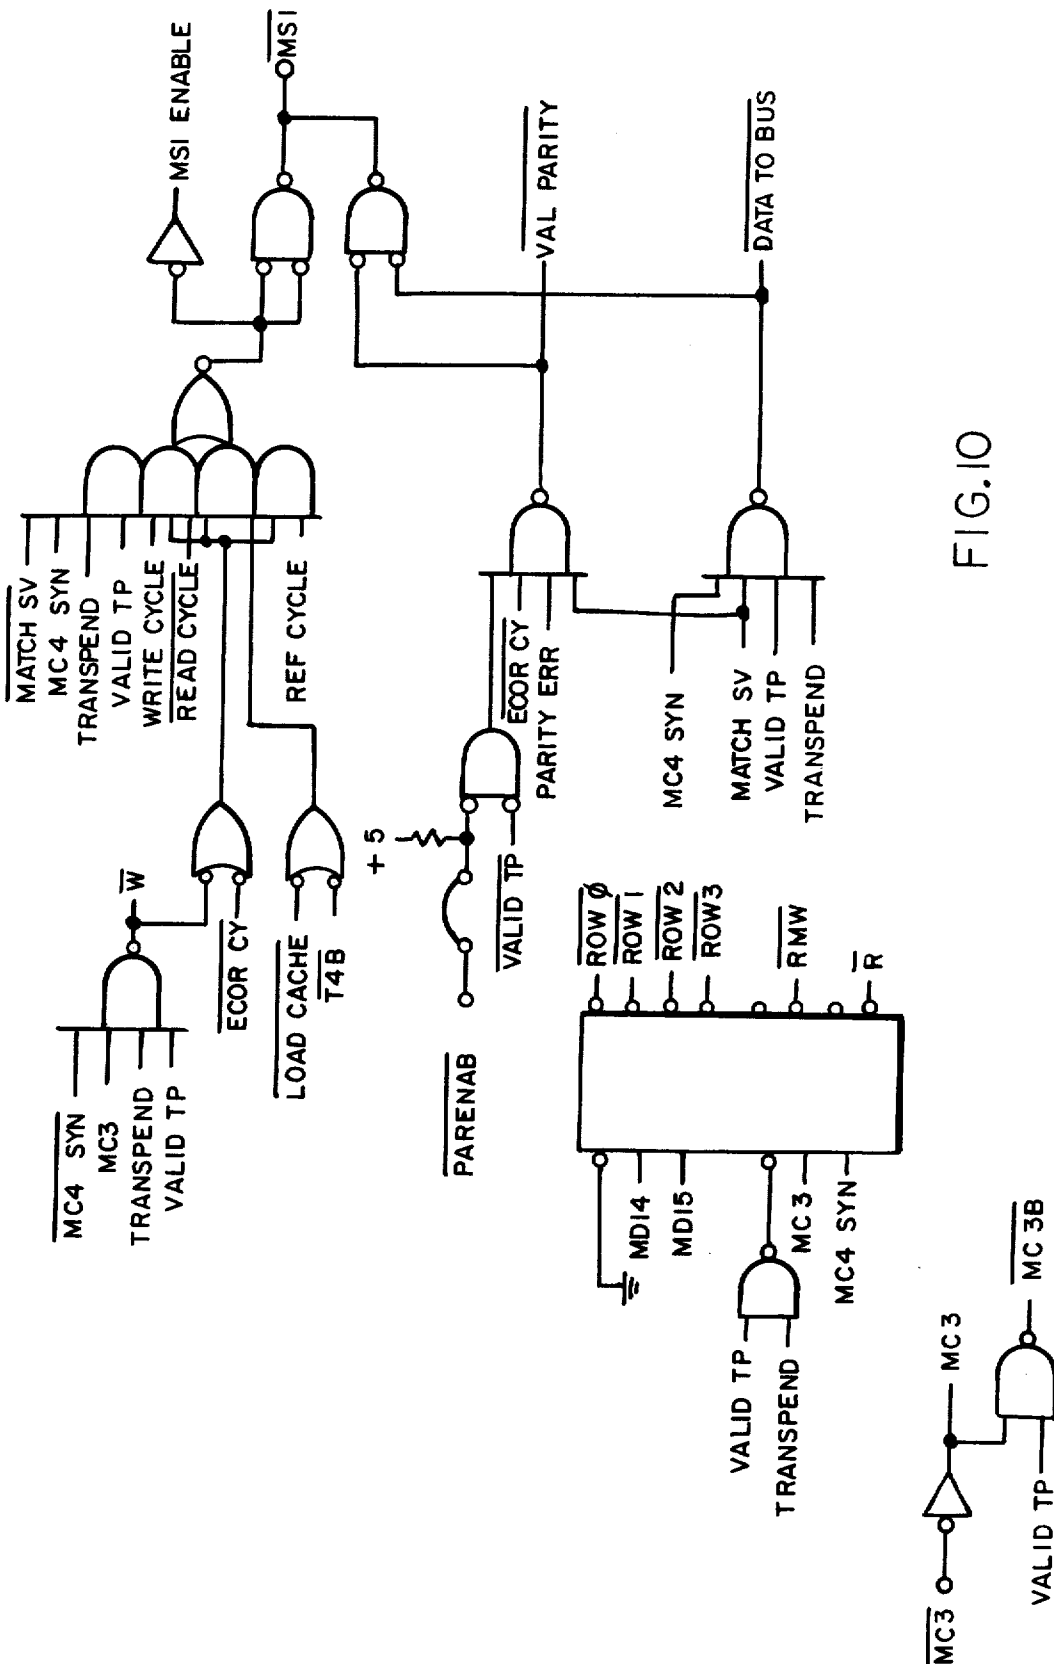 MC4 SYN
MC3
TRANSPEND
VALID TP
W
ECOR CY
LOAD CACHE
T4B
MATCH SV
MC4 SYN
TRANSPEND
VALID TP
WRITE CYCLE
READ CYCLE
REF CYCLE
MSI ENABLE
MSI
+5
PARENAB
VALID TP
ECOR CY
PARITY ERR
VAL PARITY
MC4 SYN
MATCH SV
VALID TP
TRANSPEND
DATA TO BUS
MD14
MD15
VALID TP
TRANSPEND
MC3
MC4 SYN
ROW Ø
ROW 1
ROW 2
ROW 3
RMW
R
MC3
MC3
VALID TP
MC 3B
FIG.10